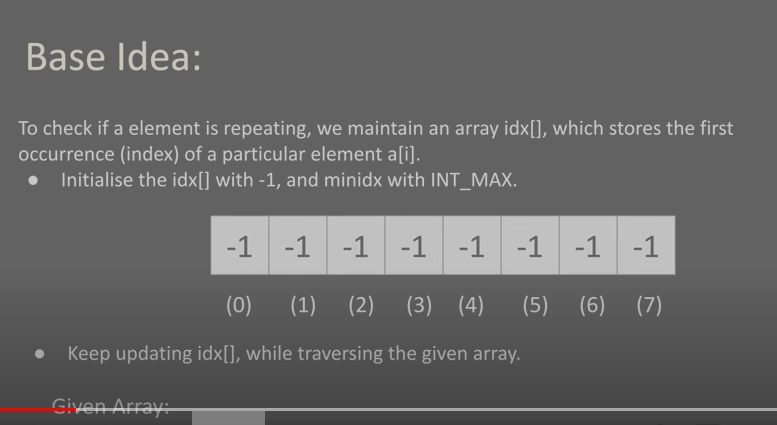 Base Idea:
To check if a element is repeating, we maintain an array idx[], which stores the first
occurrence (index) of a particular element a[i].
● Initialise the idx[] with -1, and minidx with INT_MAX.
-1 -1 -1 -1 -1 -1 -1 -1
(0) (1) (2) (3) (4) (5) (6) (7)
● Keep updating idx[], while traversing the given array.
Given Array: